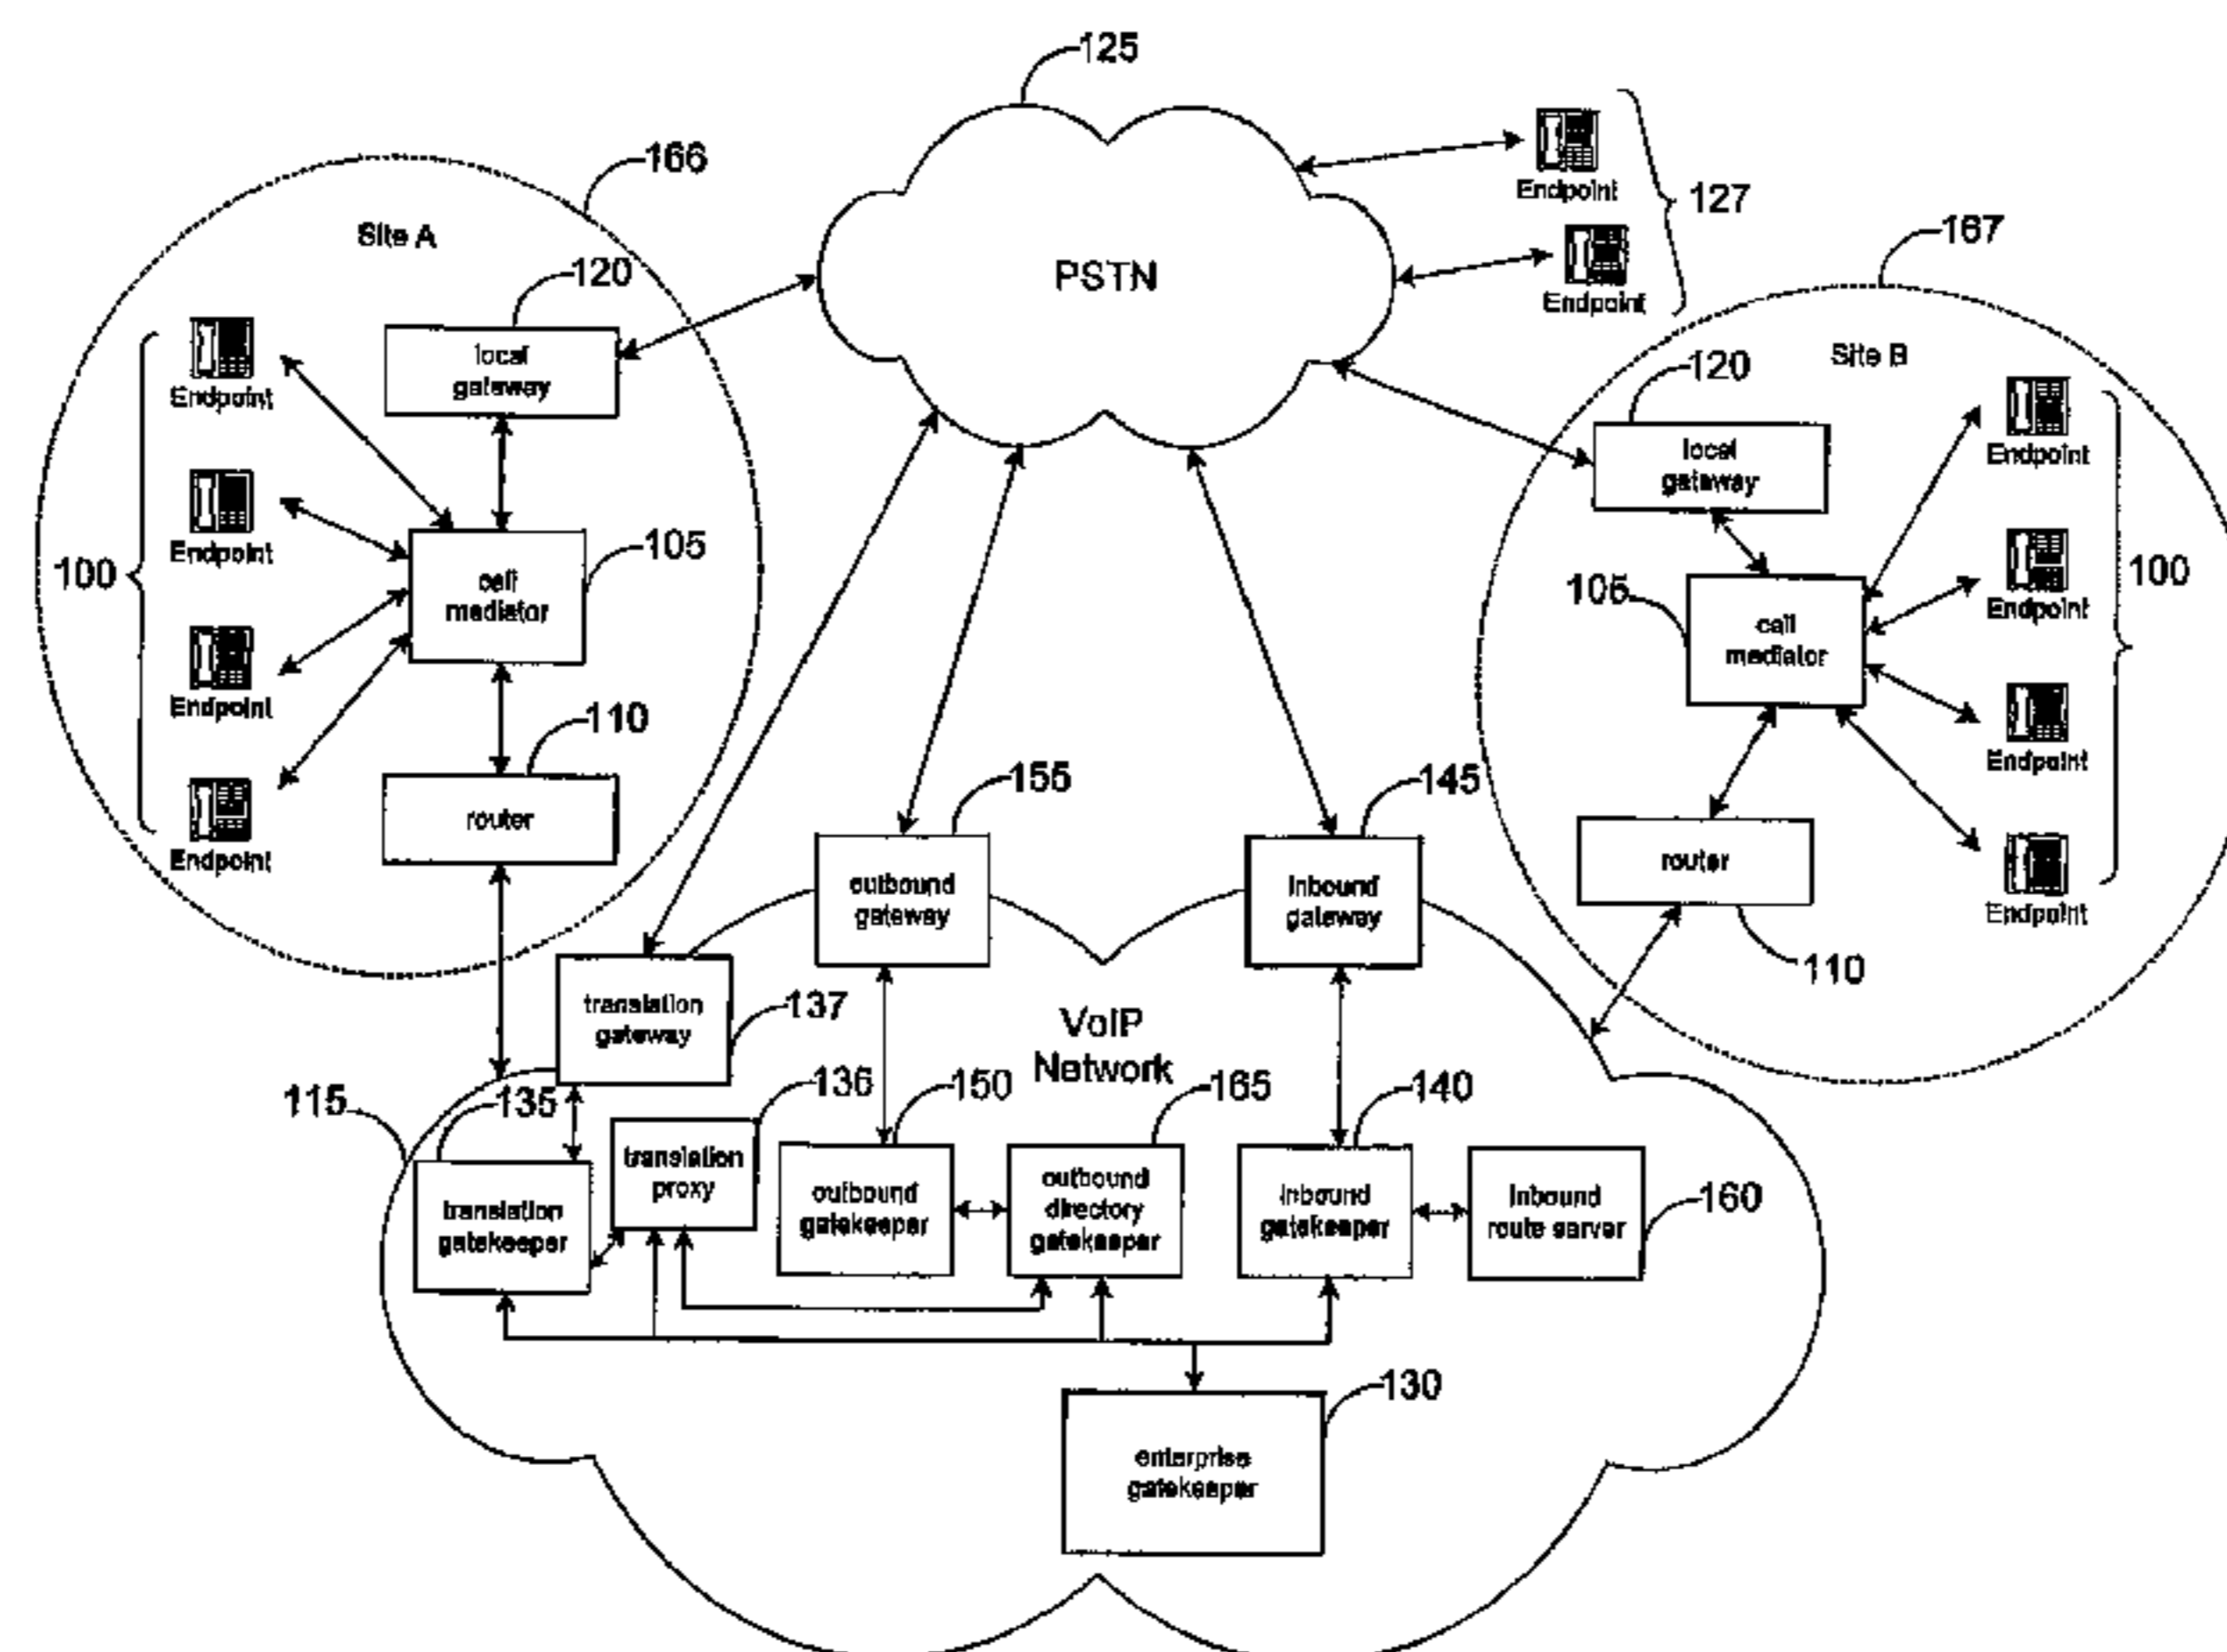 125
166
127
167
Endpoint
Endpoint
Site A
PSTN
120
local
gateway
Site B
120
local
gateway
Endpoint
Endpoint
Endpoint
Endpoint
100
105
call
mediator
110
router
Endpoint
Endpoint
Endpoint
Endpoint
100
105
call
mediator
router
110
155
outbound
gateway
145
inbound
gateway
translation
gateway
137
VoIP
Network
115
135
136
150
165
140
translation
gatekeeper
translation
proxy
outbound
gatekeeper
outbound
directory
gatekeeper
inbound
gatekeeper
inbound
route server
160
130
enterprise
gatekeeper